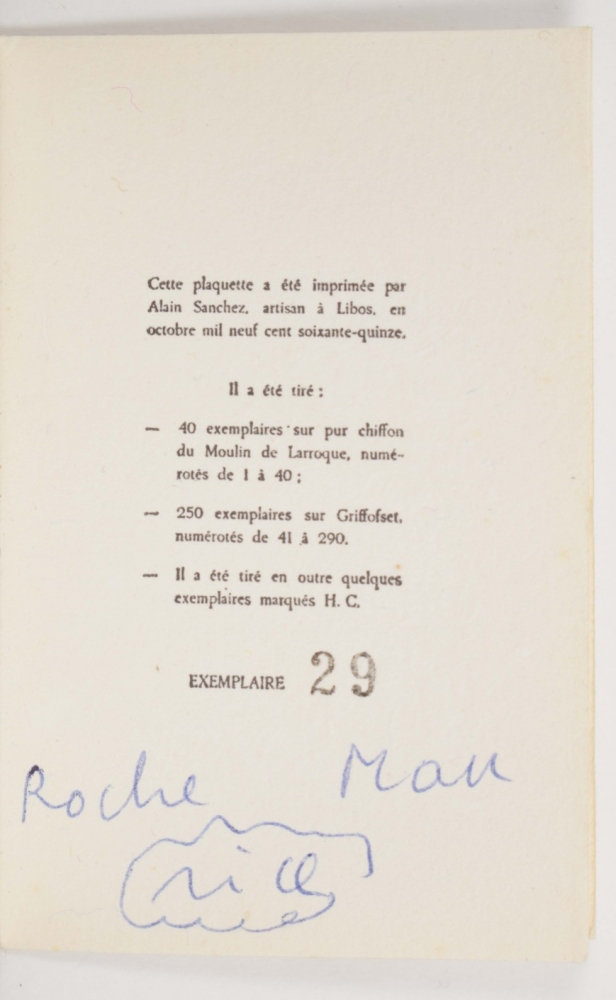 Cette plaquette a été imprimée par
Alain Sanchez, artisan à Libos, en
octobre mil neuf cent soixante-quinze.
Il a été tiré :
— 40 exemplaires sur pur chiffon
du Moulin de Larroque, numé-
rotés de 1 à 40 ;
— 250 exemplaires sur Griffofset,
numérotés de 41 à 290.
— Il a été tiré en outre quelques
exemplaires marqués H. C.
EXEMPLAIRE 29
Roche